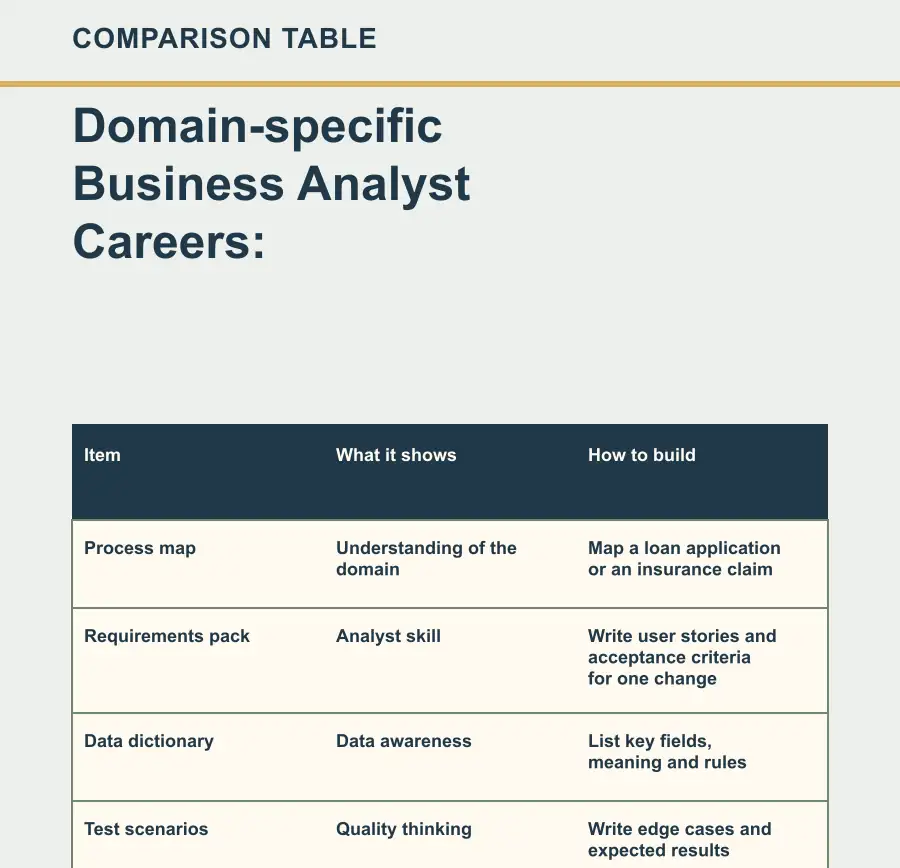 COMPARISON TABLE
Domain-specific
Business Analyst
Careers:
Item
What it shows
How to build
Process map
Understanding of the
domain
Map a loan application
or an insurance claim
Requirements pack
Analyst skill
Write user stories and
acceptance criteria
for one change
Data dictionary
Data awareness
List key fields,
meaning and rules
Test scenarios
Quality thinking
Write edge cases and
expected results